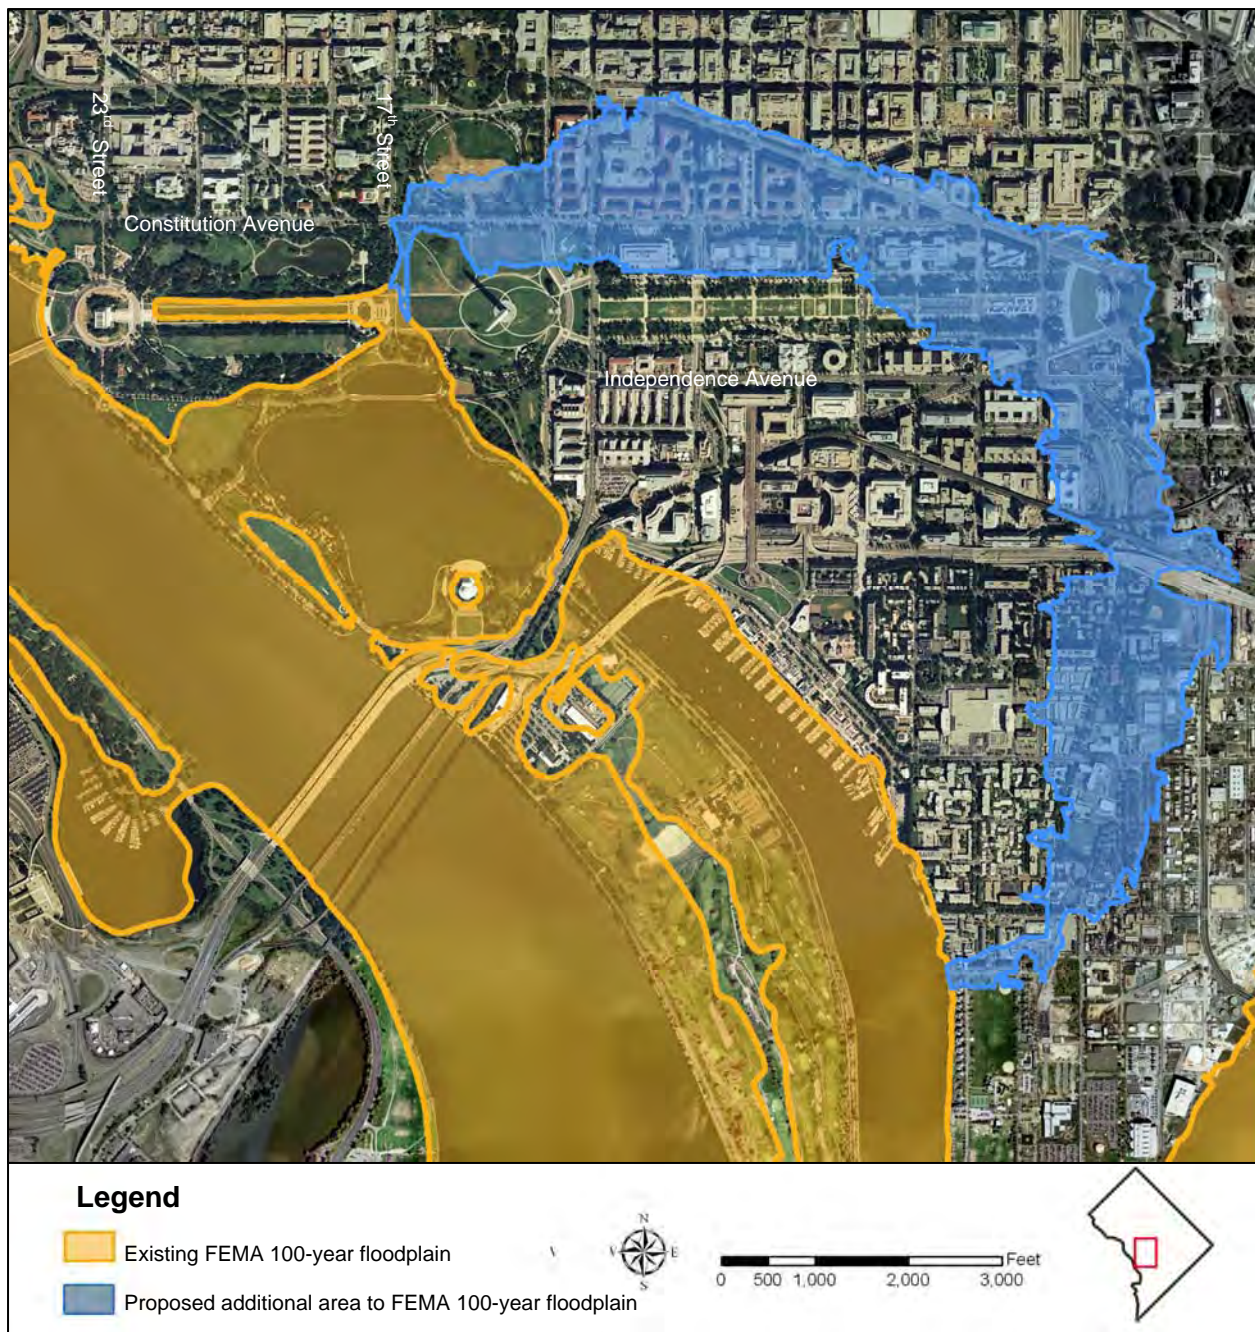 23rd Street
17th Street
Constitution Avenue
Independence Avenue
Legend
Existing FEMA 100-year floodplain
Proposed additional area to FEMA 100-year floodplain
N
E
S
Feet
0 500 1,000 2,000 3,000